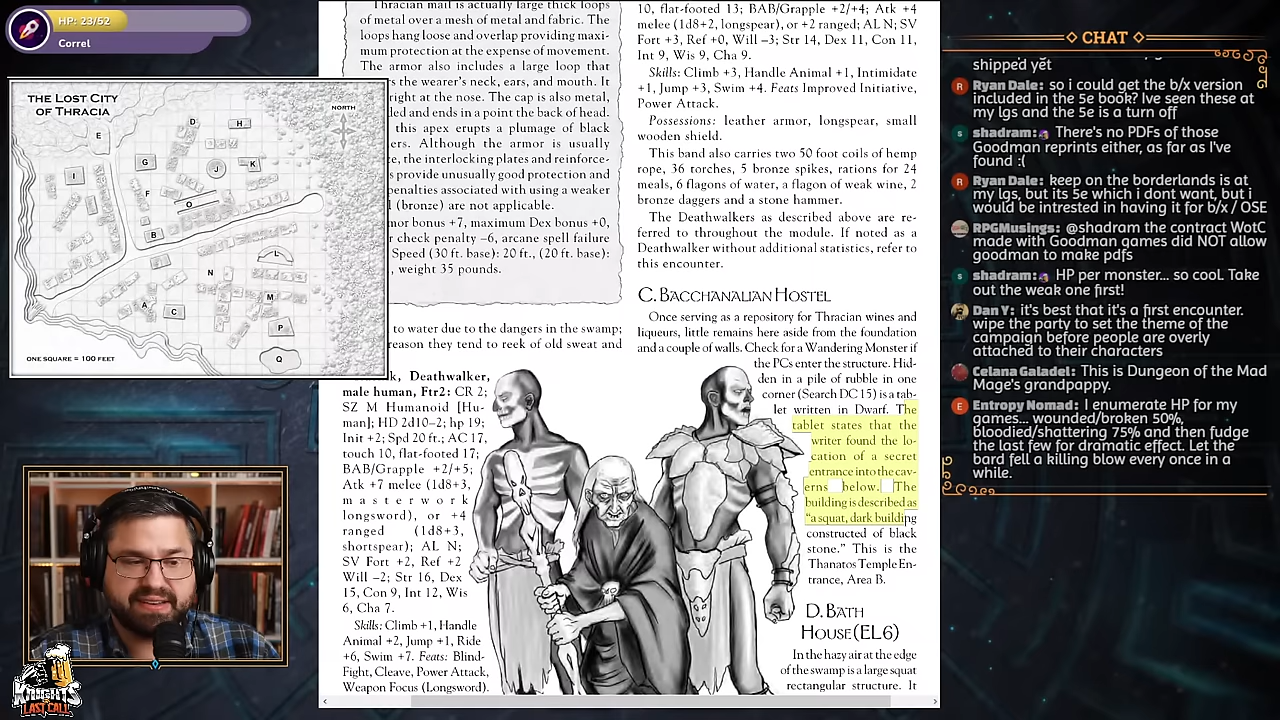 HP: 23/52
Correl
THE LOST CITY
OF THRACIA
NORTH
E
D
H
G
J
K
I
F
O
B
L
N
A
C
M
P
Q
ONE SQUARE = 100 FEET
KNIGHTS
LAST CALL
Thracian mail is actually large thick loops
of metal over a mesh of metal and fabric. The
loops hang loose and overlap providing maxi-
mum protection at the expense of movement.
The armor also includes a large loop that
s the wearer's neck, ears, and mouth. It
right at the nose. The cap is also metal,
ed and ends in a point the back of head.
this apex erupts a plumage of black
ers. Although the armor is usually
e, the interlocking plates and reinforce-
s provide unusually good protection and
penalties associated with using a weaker
(bronze) are not applicable.
mor bonus +7, maximum Dex bonus +0,
r check penalty –6, arcane spell failure
Speed (30 ft. base): 20 ft., (20 ft. base):
, weight 35 pounds.
to water due to the dangers in the swamp;
reason they tend to reek of old sweat and
k, Deathwalker,
male human, Ftr2: CR 2;
SZ M Humanoid [Hu-
man]; HD 2d10–2; hp 19;
Init +2; Spd 20 ft.; AC 17,
touch 10, flat-footed 17;
BAB/Grapple +2/+5;
Atk +7 melee (1d8+3,
masterwork
longsword), or +4
ranged (1d8+3,
shortspear); AL N;
SV Fort +2, Ref +2
Will –2; Str 16, Dex
15, Con 9, Int 12, Wis
6, Cha 7.
Skills: Climb +1, Handle
Animal +2, Jump +1, Ride
+6, Swim +7. Feats: Blind-
Fight, Cleave, Power Attack,
Weapon Focus (Longsword).
10, flat-footed 13; BAB/Grapple +2/+4; Atk +4
melee (1d8+2, longspear), or +2 ranged; AL N; SV
Fort +3, Ref +0, Will –3; Str 14, Dex 11, Con 11,
Int 9, Wis 9, Cha 9.
Skills: Climb +3, Handle Animal +1, Intimidate
+1, Jump +3, Swim +4. Feats Improved Initiative,
Power Attack.
Possessions: leather armor, longspear, small
wooden shield.
This band also carries two 50 foot coils of hemp
rope, 36 torches, 5 bronze spikes, rations for 24
meals, 6 flagons of water, a flagon of weak wine, 2
bronze daggers and a stone hammer.
The Deathwalkers as described above are re-
ferred to throughout the module. If noted as a
Deathwalker without additional statistics, refer to
this encounter.
C. BACCHANALIAN HOSTEL
Once serving as a repository for Thracian wines and
liqueurs, little remains here aside from the foundation
and a couple of walls. Check for a Wandering Monster if
the PCs enter the structure. Hid-
den in a pile of rubble in one
corner (Search DC 15) is a tab-
let written in Dwarf. The
tablet states that the
writer found the lo-
cation of a secret
entrance into the cav-
erns below. The
building is described as
“a squat, dark building
constructed of black
stone.” This is the
Thanatos Temple En-
trance, Area B.
D. BATH
HOUSE (EL 6)
In the hazy air at the edge
of the swamp is a large squat
rectangular structure. It
CHAT
shipped yet
Ryan Dale: so i could get the b/x version
included in the 5e book? Ive seen these at
my lgs and the 5e is a turn off
shadram: There's no PDFs of those
Goodman reprints either, as far as I've
found :(
Ryan Dale: keep on the borderlands is at
my lgs, but its 5e which i dont want, but i
would be intrested in having it for b/x / OSE
RPGMusings: @shadram the contract WotC
made with Goodman games did NOT allow
goodman to make pdfs
shadram: HP per monster... so cool. Take
out the weak one first!
Dan Y: it's best that it's a first encounter.
wipe the party to set the theme of the
campaign before people are overly
attached to their characters
Celana Galadel: This is Dungeon of the Mad
Mage's grandpappy.
Entropy Nomad: I enumerate HP for my
games... wounded/broken 50%,
bloodied/shattering 75% and then fudge
the last few for dramatic effect. Let the
bard fell a killing blow every once in a
while.